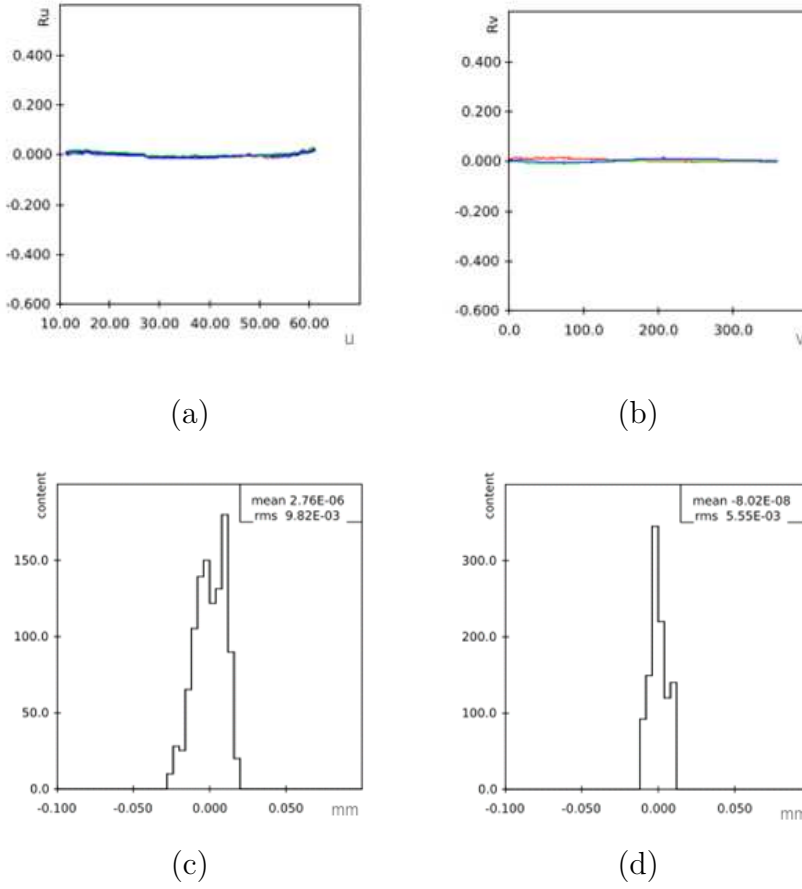 Ru
0.400
0.200
0.000
-0.200
-0.400
-0.600
10.00 20.00 30.00 40.00 50.00 60.00
u
(a)
Rv
0.400
0.200
0.000
-0.200
-0.400
-0.600
0.0 100.0 200.0 300.0
v
(b)
content
mean 2.76E-06
rms 9.82E-03
150.0
100.0
50.0
0.0
-0.100 -0.050 0.000 0.050 mm
(c)
content
mean -8.02E-08
rms 5.55E-03
300.0
200.0
100.0
0.0
-0.100 -0.050 0.000 0.050 mm
(d)